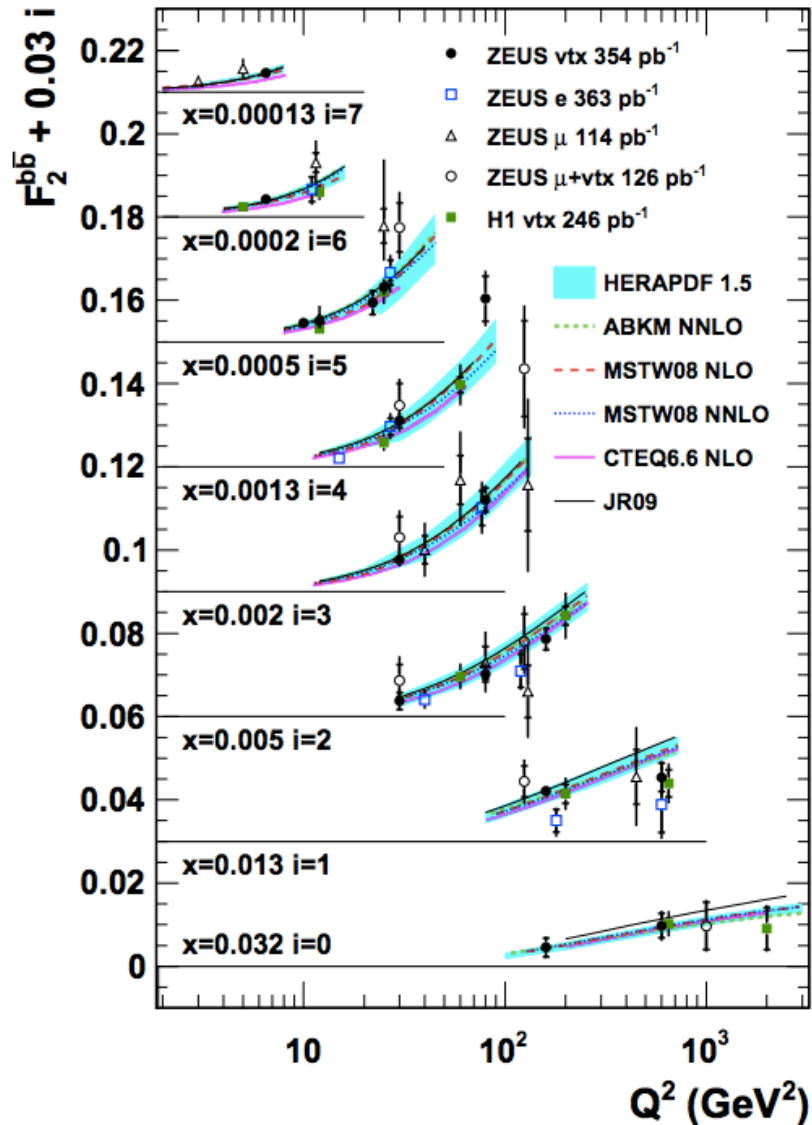 F₂^bb̄ + 0.03 i
0.22
0.2
0.18
0.16
0.14
0.12
0.1
0.08
0.06
0.04
0.02
0
ZEUS vtx 354 pb⁻¹
ZEUS e 363 pb⁻¹
ZEUS μ 114 pb⁻¹
ZEUS μ+vtx 126 pb⁻¹
H1 vtx 246 pb⁻¹
HERAPDF 1.5
ABKM NNLO
MSTW08 NLO
MSTW08 NNLO
CTEQ6.6 NLO
JR09
x=0.00013 i=7
x=0.0002 i=6
x=0.0005 i=5
x=0.0013 i=4
x=0.002 i=3
x=0.005 i=2
x=0.013 i=1
x=0.032 i=0
10 10² 10³
Q² (GeV²)